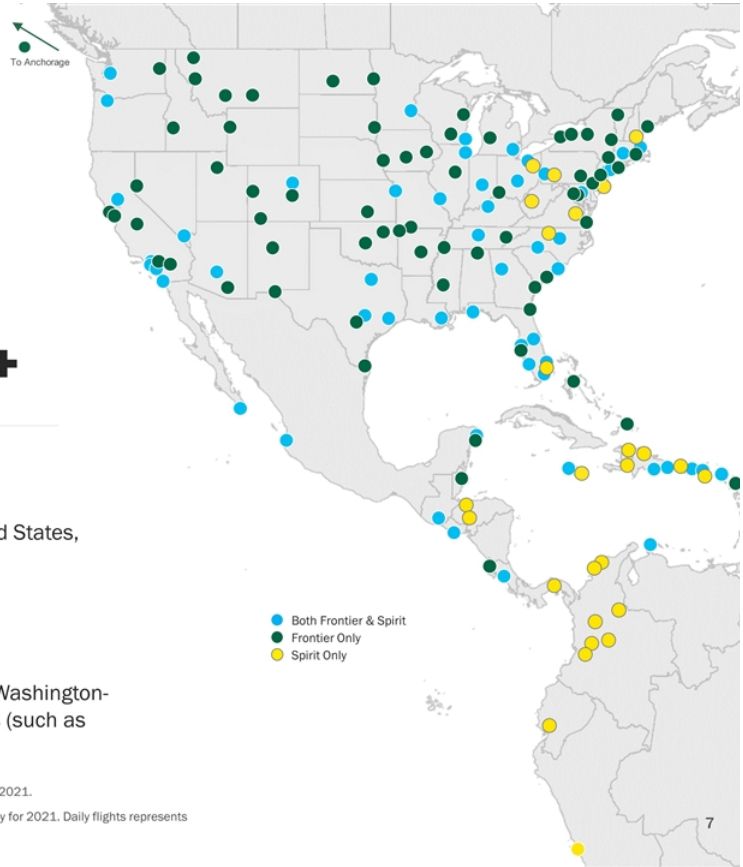 To Anchorage
+
d States,
Both Frontier & Spirit
Frontier Only
Spirit Only
Washington-
(such as
2021.
y for 2021. Daily flights represents
7